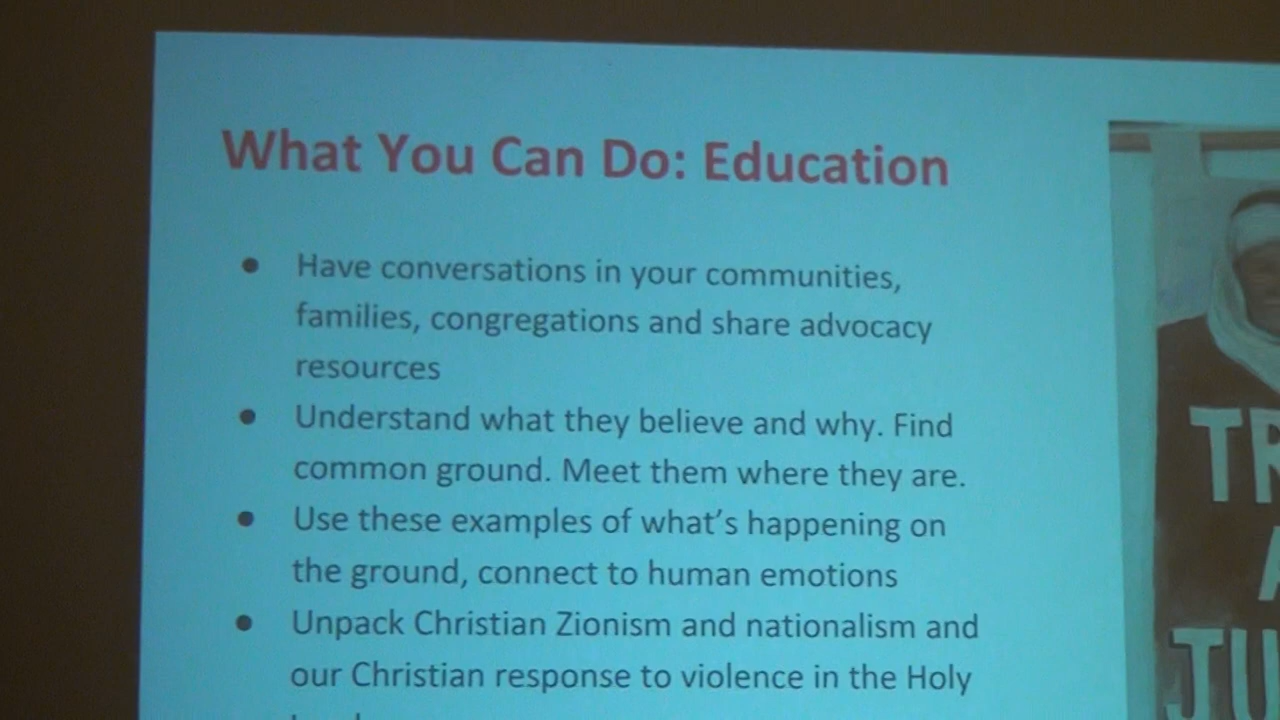 What You Can Do: Education
● Have conversations in your communities,
families, congregations and share advocacy
resources
● Understand what they believe and why. Find
common ground. Meet them where they are.
● Use these examples of what's happening on
the ground, connect to human emotions
● Unpack Christian Zionism and nationalism and
our Christian response to violence in the Holy
TR
A
JU